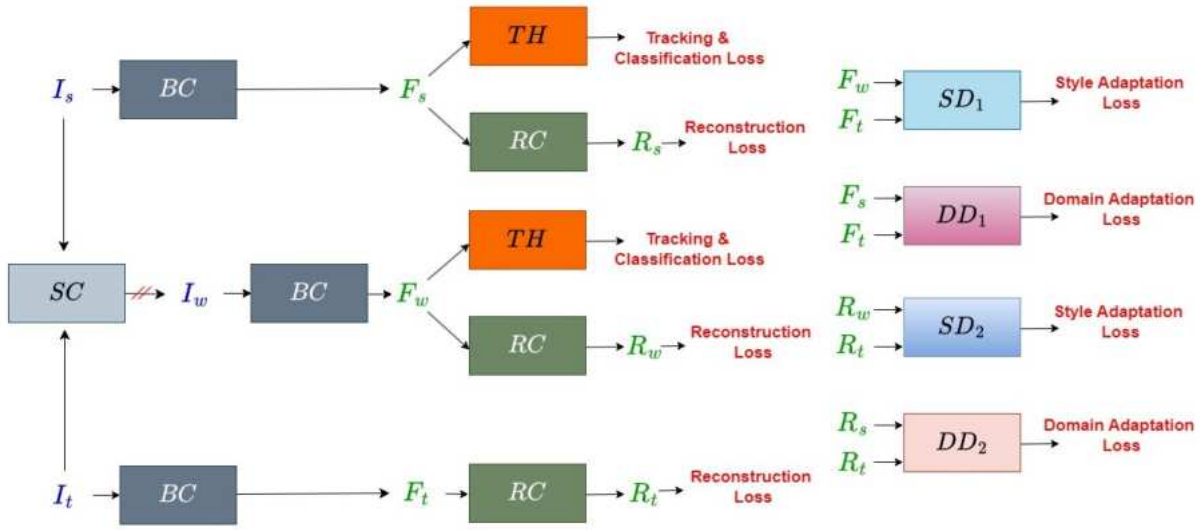 I_s
BC
F_s
TH
Tracking &
Classification Loss
RC
R_s
Reconstruction
Loss
SC
I_w
BC
F_w
TH
Tracking &
Classification Loss
RC
R_w
Reconstruction
Loss
I_t
BC
F_t
RC
R_t
Reconstruction
Loss
F_w
F_t
SD_1
Style Adaptation
Loss
F_s
F_t
DD_1
Domain Adaptation
Loss
R_w
R_t
SD_2
Style Adaptation
Loss
R_s
R_t
DD_2
Domain Adaptation
Loss